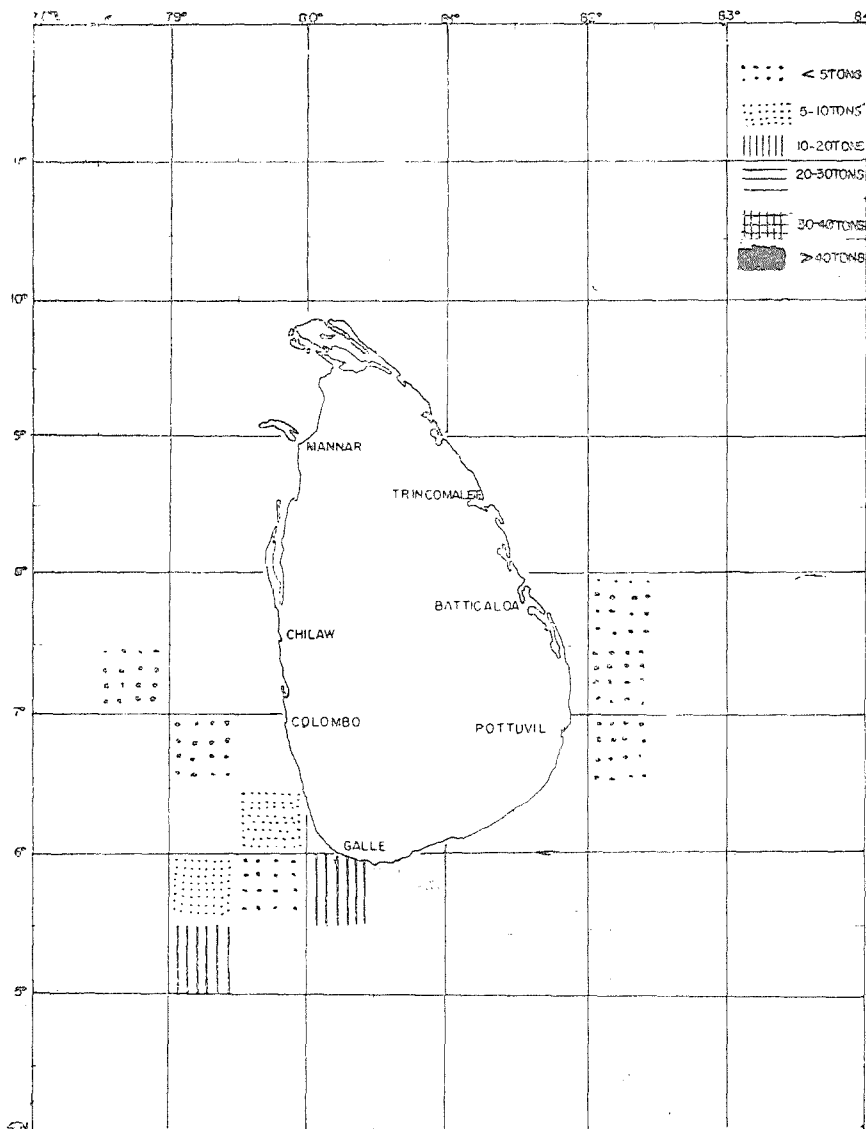 79°
80°
81°
82°
83°
< 5TONS
5-10TONS
10-20TONS
20-30TONS
30-40TONS
>40TONS
10°
9°
MANNAR
TRINCOMALEE
8°
BATTICALOA
CHILAW
7°
COLOMBO
POTTUVIL
GALLE
6°
5°